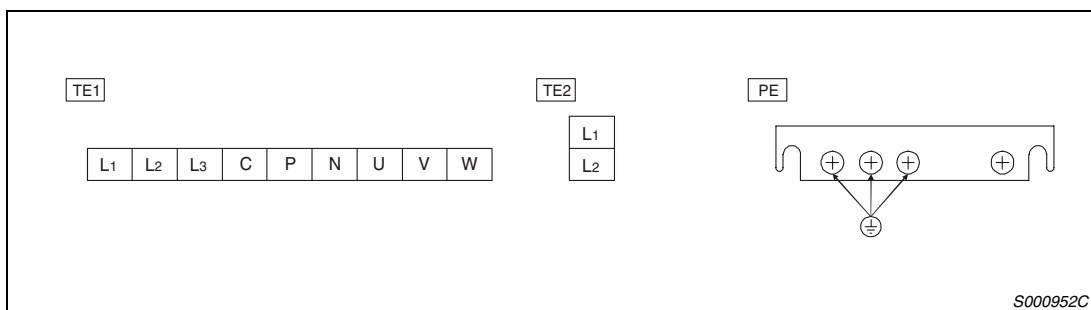 TE1
L1 L2 L3 C P N U V W
TE2
L1
L2
PE
S000952C